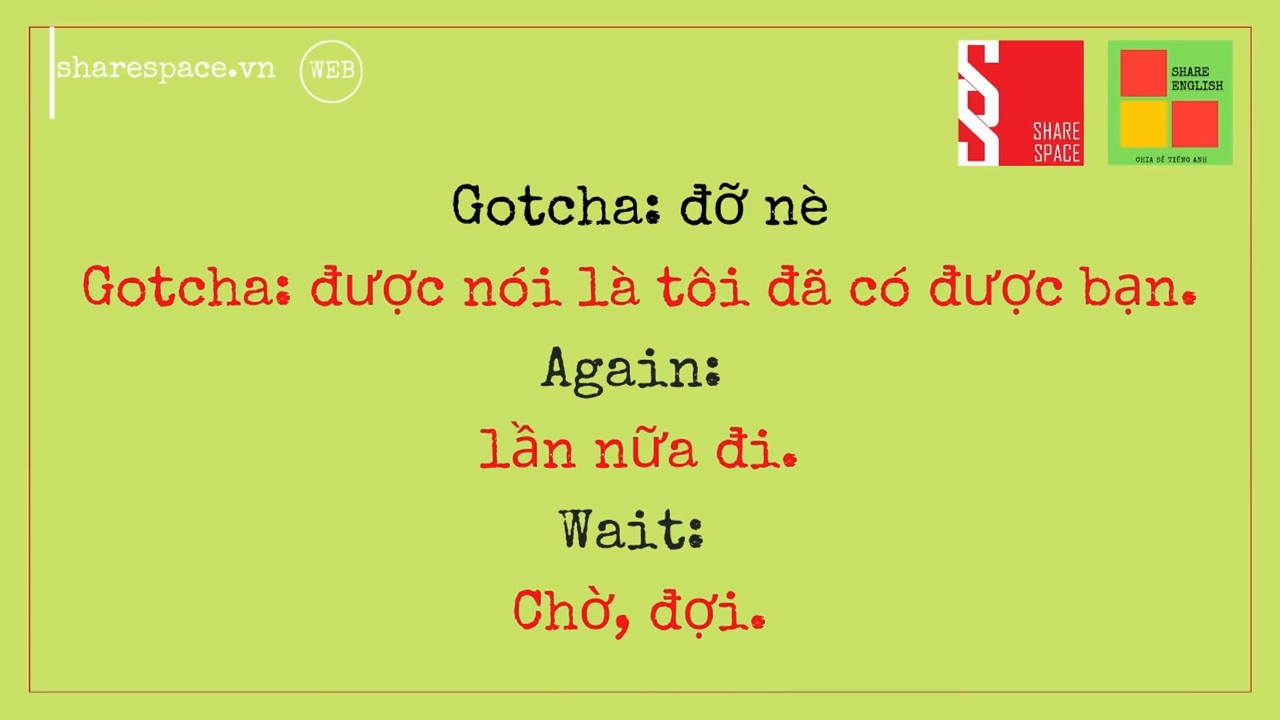 sharespace.vn WEB
SHARE
SPACE
SHARE
ENGLISH
CHIA SẺ TIẾNG ANH
Gotcha: đỡ nè
Gotcha: được nói là tôi đã có được bạn.
Again:
lần nữa đi.
Wait:
Chờ, đợi.